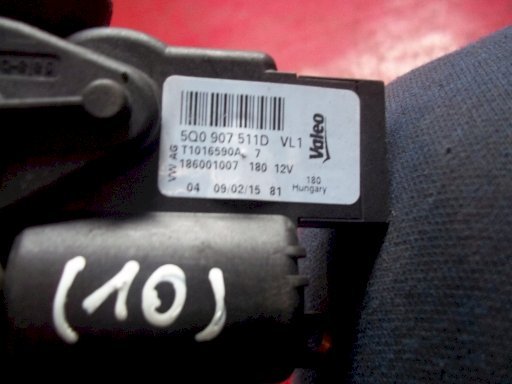 5Q0 907 511D VL1
VW AG
T1016590A 7
186001007 180 12V
04 09/02/15 81
180
Hungary
Valeo
(10)